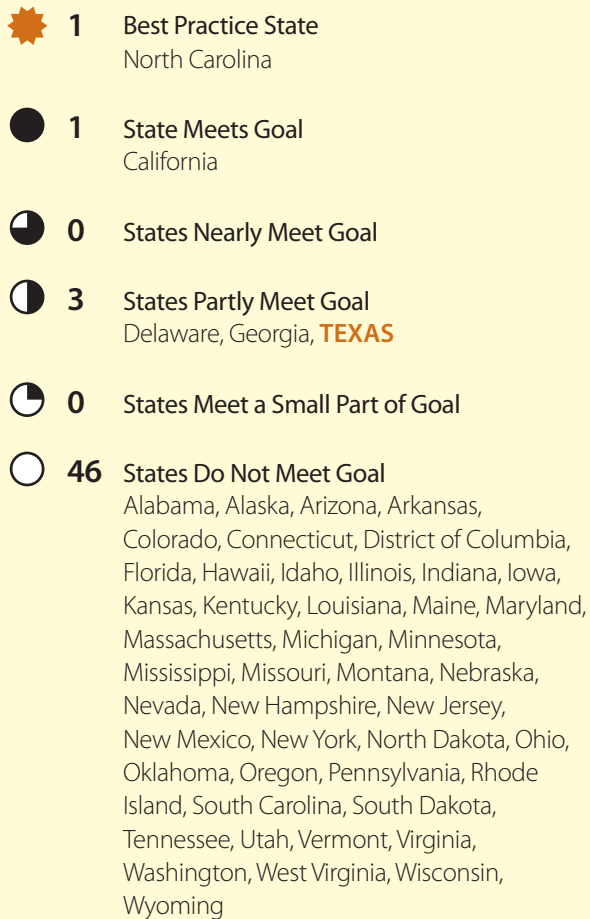 1 Best Practice State
North Carolina
1 State Meets Goal
California
0 States Nearly Meet Goal
3 States Partly Meet Goal
Delaware, Georgia, TEXAS
0 States Meet a Small Part of Goal
46 States Do Not Meet Goal
Alabama, Alaska, Arizona, Arkansas,
Colorado, Connecticut, District of Columbia,
Florida, Hawaii, Idaho, Illinois, Indiana, Iowa,
Kansas, Kentucky, Louisiana, Maine, Maryland,
Massachusetts, Michigan, Minnesota,
Mississippi, Missouri, Montana, Nebraska,
Nevada, New Hampshire, New Jersey,
New Mexico, New York, North Dakota, Ohio,
Oklahoma, Oregon, Pennsylvania, Rhode
Island, South Carolina, South Dakota,
Tennessee, Utah, Vermont, Virginia,
Washington, West Virginia, Wisconsin,
Wyoming